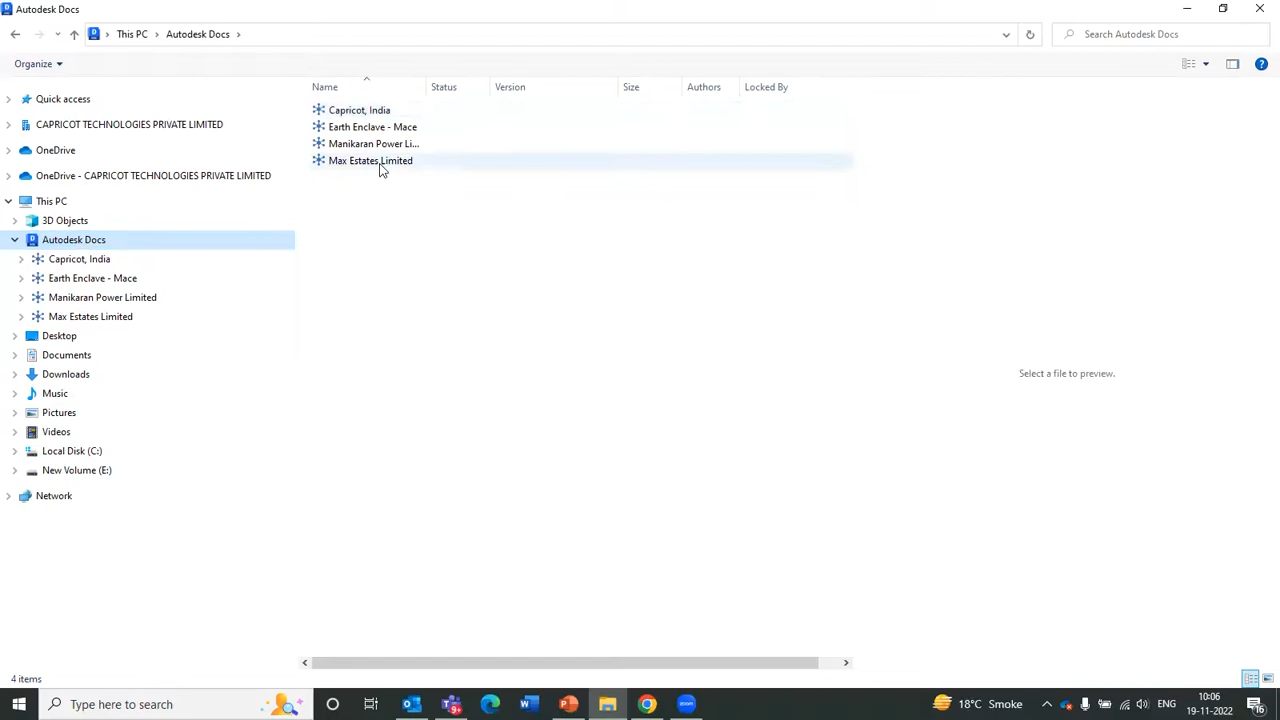 Autodesk Docs
This PC
Autodesk Docs
Search Autodesk Docs
Organize
Name
Status
Version
Size
Authors
Locked By
Quick access
CAPRICOT TECHNOLOGIES PRIVATE LIMITED
OneDrive
OneDrive - CAPRICOT TECHNOLOGIES PRIVATE LIMITED
This PC
3D Objects
Autodesk Docs
Capricot, India
Earth Enclave - Mace
Manikaran Power Limited
Max Estates Limited
Desktop
Documents
Downloads
Music
Pictures
Videos
Local Disk (C:)
New Volume (E:)
Network
Capricot, India
Earth Enclave - Mace
Manikaran Power Li...
Max Estates Limited
Select a file to preview.
4 items
Type here to search
18°C Smoke
ENG
10:06
19-11-2022